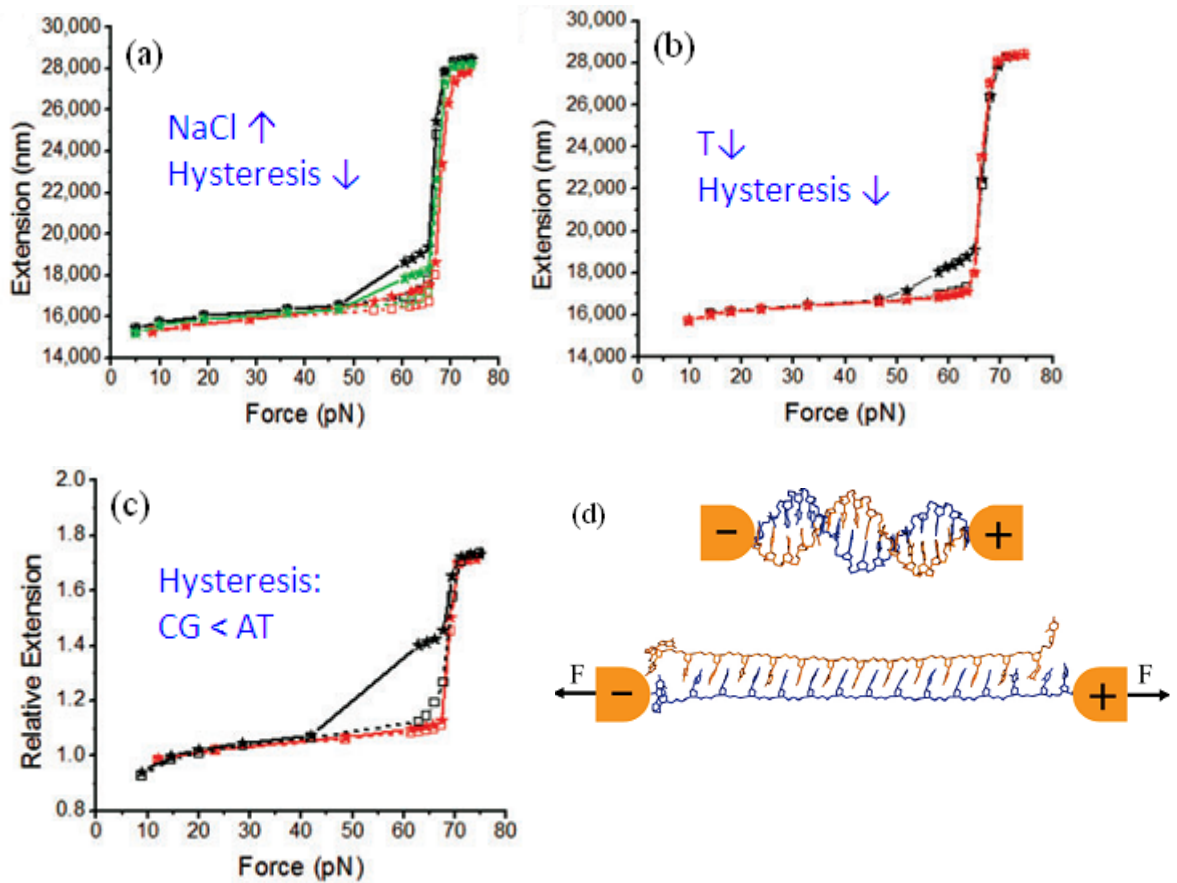 (a)
NaCl ↑
Hysteresis ↓
Extension (nm)
30,000
28,000
26,000
24,000
22,000
20,000
18,000
16,000
14,000
0 10 20 30 40 50 60 70 80
Force (pN)
(b)
T↓
Hysteresis ↓
Extension (nm)
30,000
28,000
26,000
24,000
22,000
20,000
18,000
16,000
14,000
0 10 20 30 40 50 60 70 80
Force (pN)
(c)
Hysteresis:
CG < AT
Relative Extension
2.0
1.8
1.6
1.4
1.2
1.0
0.8
0 10 20 30 40 50 60 70 80
Force (pN)
(d)
− +
F − + F